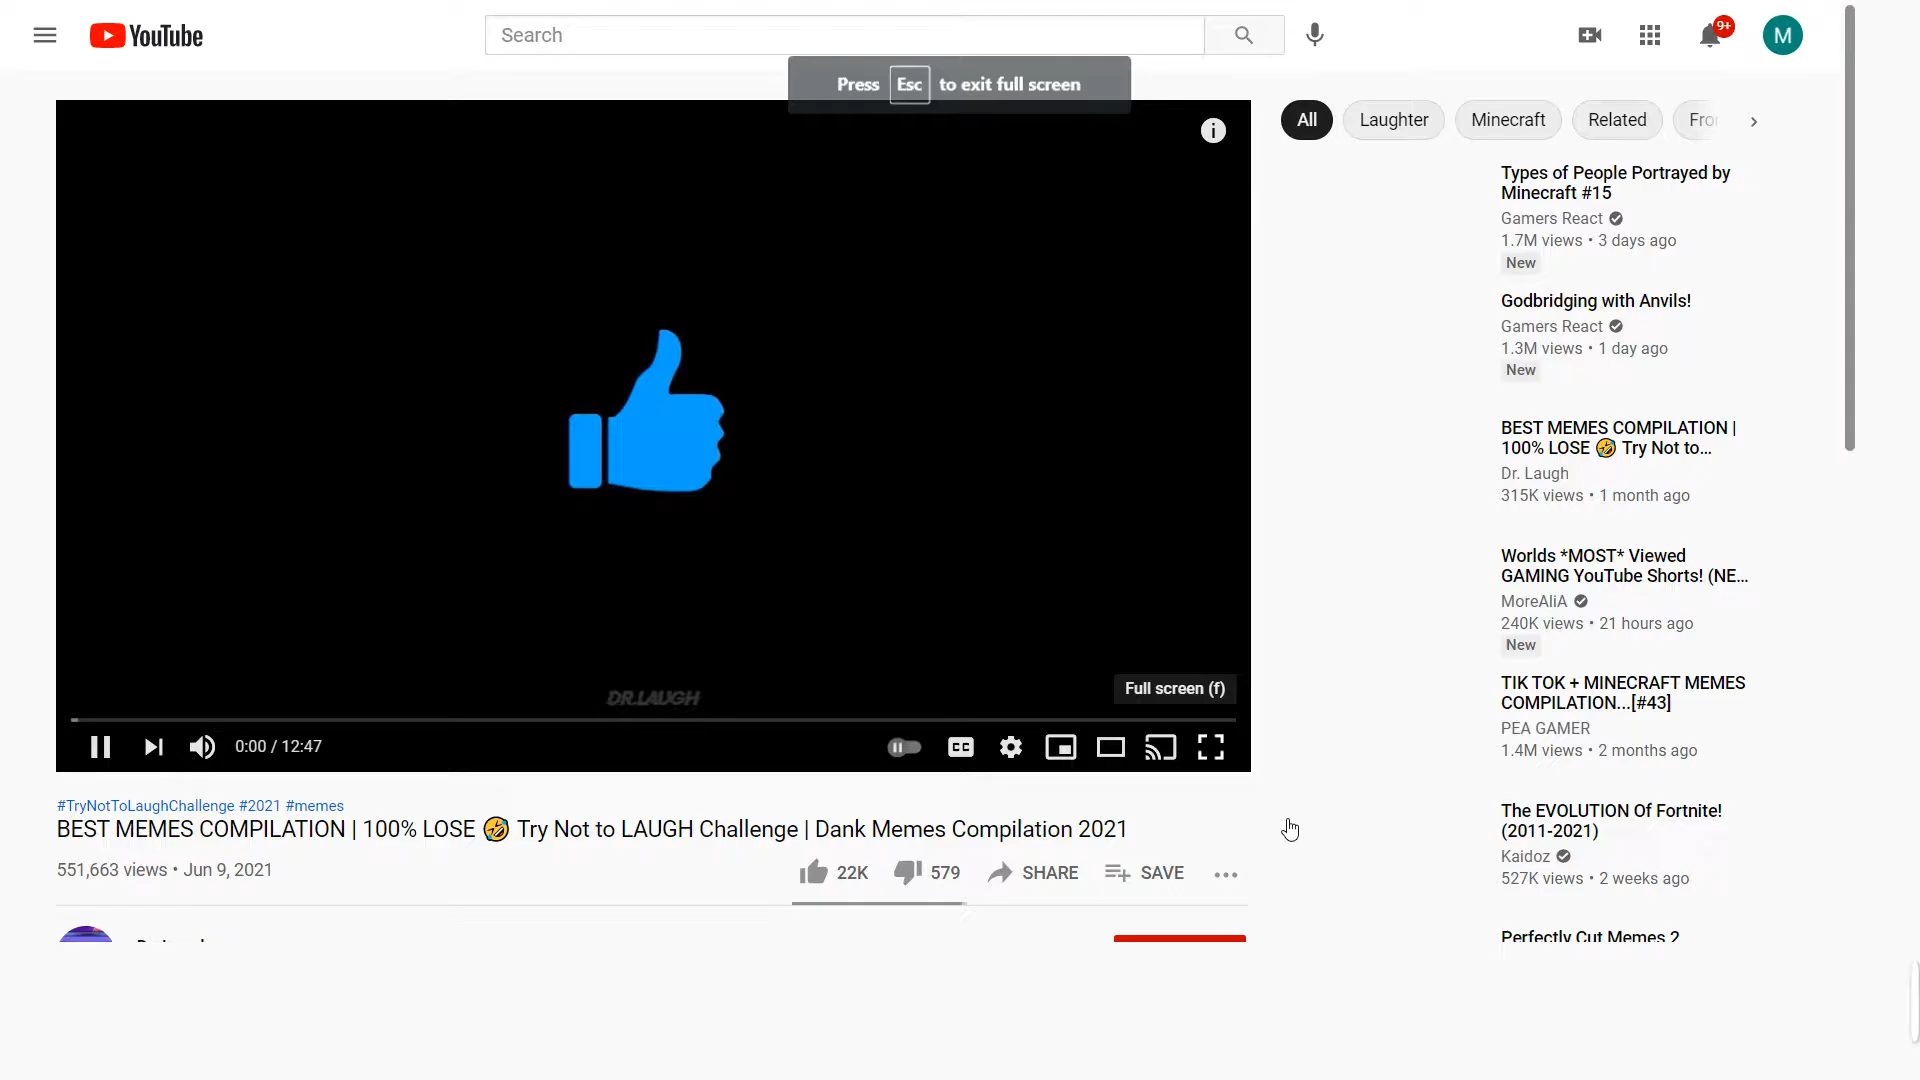 YouTube
Search
9+
M
Press Esc to exit full screen
All
Laughter
Minecraft
Related
Types of People Portrayed by
Minecraft #15
Gamers React
1.7M views • 3 days ago
New
Godbridging with Anvils!
Gamers React
1.3M views • 1 day ago
New
BEST MEMES COMPILATION |
100% LOSE 🤣 Try Not to...
Dr. Laugh
315K views • 1 month ago
Worlds *MOST* Viewed
GAMING YouTube Shorts! (NE...
MoreAliA
240K views • 21 hours ago
New
TIK TOK + MINECRAFT MEMES
COMPILATION...[#43]
PEA GAMER
1.4M views • 2 months ago
The EVOLUTION Of Fortnite!
(2011-2021)
Kaidoz
527K views • 2 weeks ago
Perfectly Cut Memes 2
DR.LAUGH
Full screen (f)
0:00 / 12:47
CC
#TryNotToLaughChallenge #2021 #memes
BEST MEMES COMPILATION | 100% LOSE 🤣 Try Not to LAUGH Challenge | Dank Memes Compilation 2021
551,663 views • Jun 9, 2021
22K
579
SHARE
SAVE